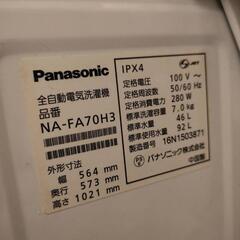 Panasonic
全自動電気洗濯機
品番
NA-FA70H3
外形寸法
幅 564 mm
奥行 573 mm
高さ 1021 mm
IPX4
JET
定格電圧 100 V～
定格周波数 50/60 Hz
定格消費電力 280 W
標準洗濯容量 7.0 kg
標準水量 46 L
標準使用水量 92 L
製造番号 16N1503871
パナソニック株式会社
中国製